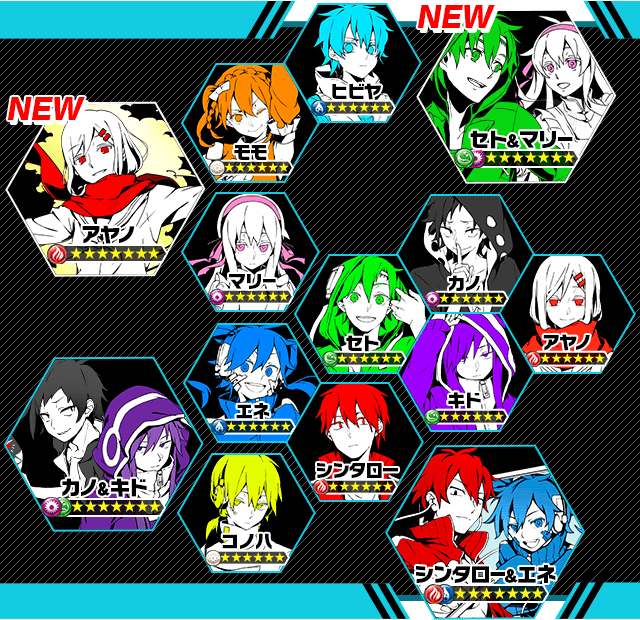 NEW
ヒビヤ
NEW
モモ
セト&マリー
アヤノ
マリー
カノ
セト
アヤノ
エネ
キド
カノ&キド
シンタロー
コノハ
シンタロー&エネ